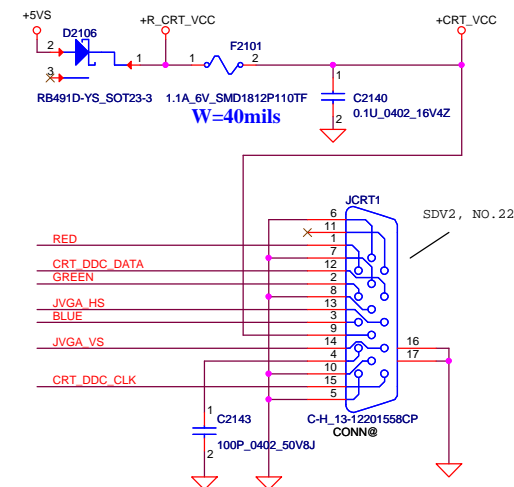 +5VS
+R_CRT_VCC
+CRT_VCC
D2106
F2101
2
1
1
2
3
1
RB491D-YS_SOT23-3
1.1A_6V_SMD1812P110TF
C2140
0.1U_0402_16V4Z
W=40mils
2
JCRT1
SDV2, NO.22
6
11
RED
1
7
CRT_DDC_DATA
12
GREEN
2
8
JVGA_HS
13
BLUE
3
9
JVGA_VS
14
16
4
17
10
CRT_DDC_CLK
15
5
1
C2143
C-H_13-12201558CP
CONN@
100P_0402_50V8J
2